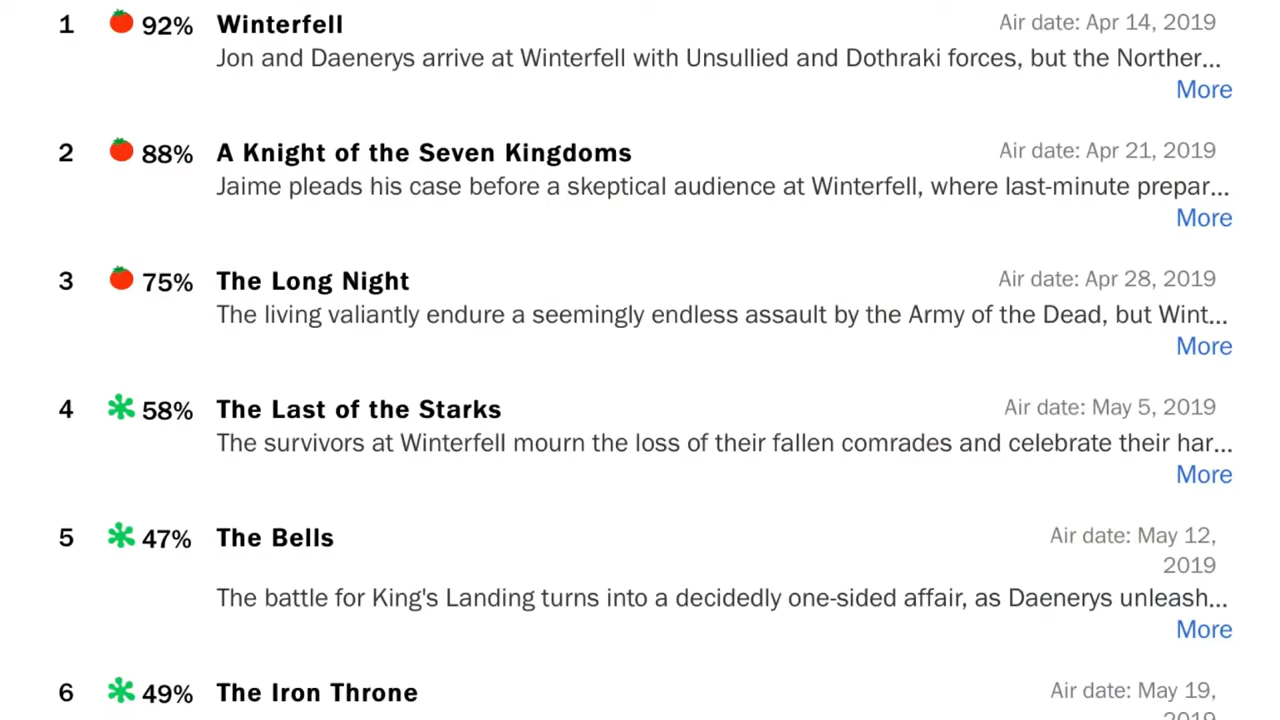 1 92% Winterfell Air date: Apr 14, 2019
Jon and Daenerys arrive at Winterfell with Unsullied and Dothraki forces, but the Norther...
More
2 88% A Knight of the Seven Kingdoms Air date: Apr 21, 2019
Jaime pleads his case before a skeptical audience at Winterfell, where last-minute prepar...
More
3 75% The Long Night Air date: Apr 28, 2019
The living valiantly endure a seemingly endless assault by the Army of the Dead, but Wint...
More
4 58% The Last of the Starks Air date: May 5, 2019
The survivors at Winterfell mourn the loss of their fallen comrades and celebrate their har...
More
5 47% The Bells Air date: May 12,
2019
The battle for King's Landing turns into a decidedly one-sided affair, as Daenerys unleash...
More
6 49% The Iron Throne Air date: May 19,
2019